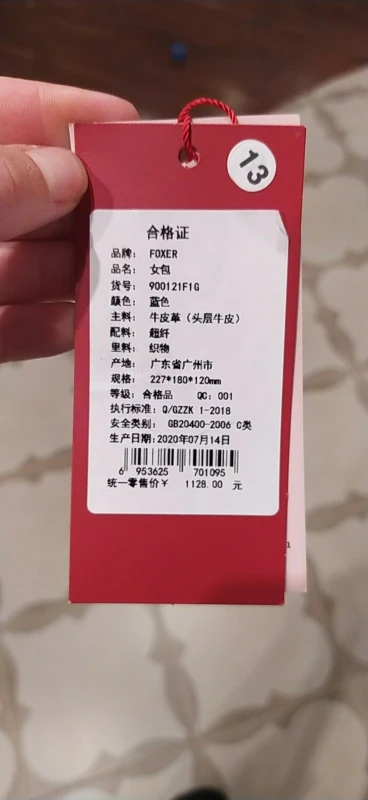 13
合格证
品牌： FOXER
品名： 女包
货号： 900121F1G
颜色： 蓝色
主料： 牛皮革（头层牛皮）
配料： 超纤
里料： 织物
产地： 广东省广州市
规格： 227*180*120mm
等级：合格品 QC：001
执行标准：Q/GZZK 1-2018
安全类别： GB20400-2006 C类
生产日期：2020年07月14日
6 953625 701095
统一零售价￥ 1128.00 元
1